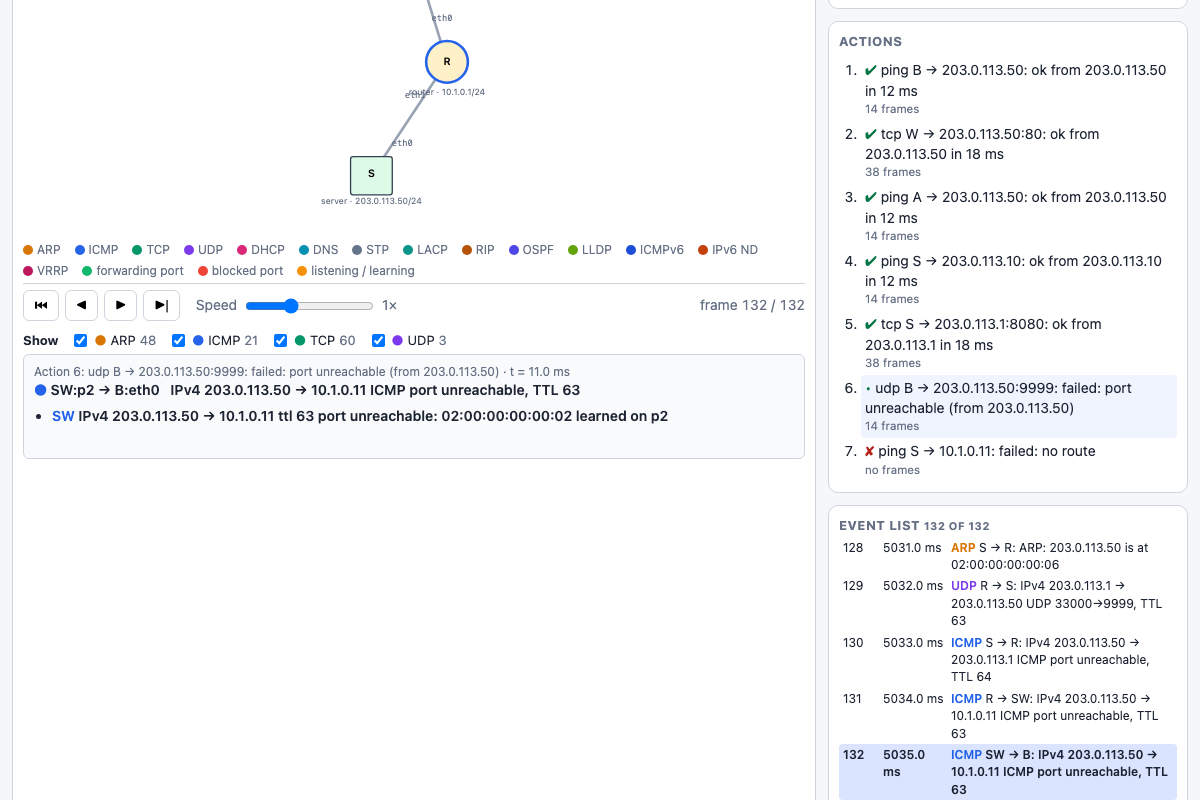 eth0
R
router · 10.1.0.1/24
eth0
S
server · 203.0.113.50/24
ARP ICMP TCP UDP DHCP DNS STP LACP RIP OSPF LLDP ICMPv6 IPv6 ND
VRRP forwarding port blocked port listening / learning
Speed 1× frame 132 / 132
Show ARP 48 ICMP 21 TCP 60 UDP 3
Action 6: udp B → 203.0.113.50:9999: failed: port unreachable (from 203.0.113.50) · t = 11.0 ms
SW:p2 → B:eth0 IPv4 203.0.113.50 → 10.1.0.11 ICMP port unreachable, TTL 63
• SW IPv4 203.0.113.50 → 10.1.0.11 ttl 63 port unreachable: 02:00:00:00:00:02 learned on p2
ACTIONS
1. ✔ ping B → 203.0.113.50: ok from 203.0.113.50
in 12 ms
14 frames
2. ✔ tcp W → 203.0.113.50:80: ok from
203.0.113.50 in 18 ms
38 frames
3. ✔ ping A → 203.0.113.50: ok from 203.0.113.50
in 12 ms
14 frames
4. ✔ ping S → 203.0.113.10: ok from 203.0.113.10
in 12 ms
14 frames
5. ✔ tcp S → 203.0.113.1:8080: ok from
203.0.113.1 in 18 ms
38 frames
6. · udp B → 203.0.113.50:9999: failed: port
unreachable (from 203.0.113.50)
14 frames
7. ✘ ping S → 10.1.0.11: failed: no route
no frames
EVENT LIST 132 OF 132
128 5031.0 ms ARP S → R: ARP: 203.0.113.50 is at
02:00:00:00:00:06
129 5032.0 ms UDP R → S: IPv4 203.0.113.1 →
203.0.113.50 UDP 33000→9999, TTL
63
130 5033.0 ms ICMP S → R: IPv4 203.0.113.50 →
203.0.113.1 ICMP port unreachable,
TTL 64
131 5034.0 ms ICMP R → SW: IPv4 203.0.113.50 →
10.1.0.11 ICMP port unreachable, TTL
63
132 5035.0 ms ICMP SW → B: IPv4 203.0.113.50 →
10.1.0.11 ICMP port unreachable, TTL
63